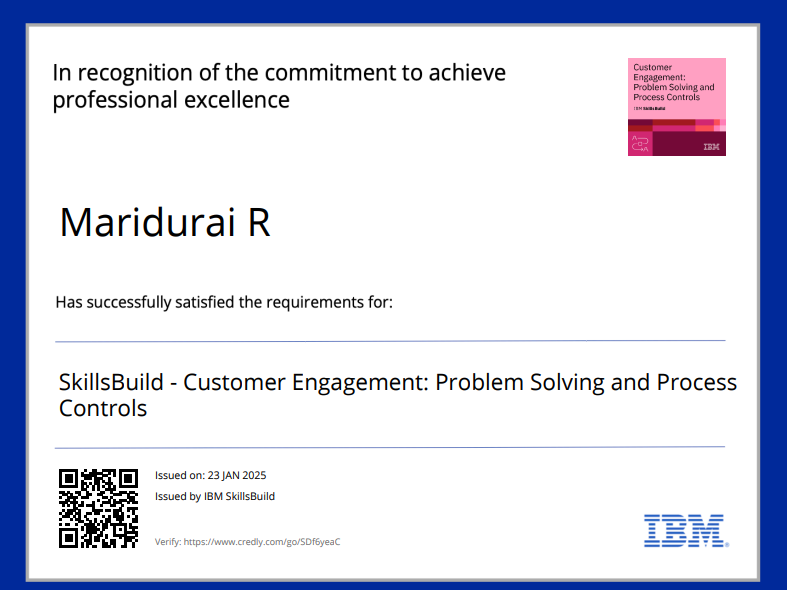 In recognition of the commitment to achieve
professional excellence
Customer
Engagement:
Problem Solving and
Process Controls
IBM SkillsBuild
IBM
Maridurai R
Has successfully satisfied the requirements for:
SkillsBuild - Customer Engagement: Problem Solving and Process
Controls
Issued on: 23 JAN 2025
Issued by IBM SkillsBuild
Verify: https://www.credly.com/go/SDf6yeaC
IBM®